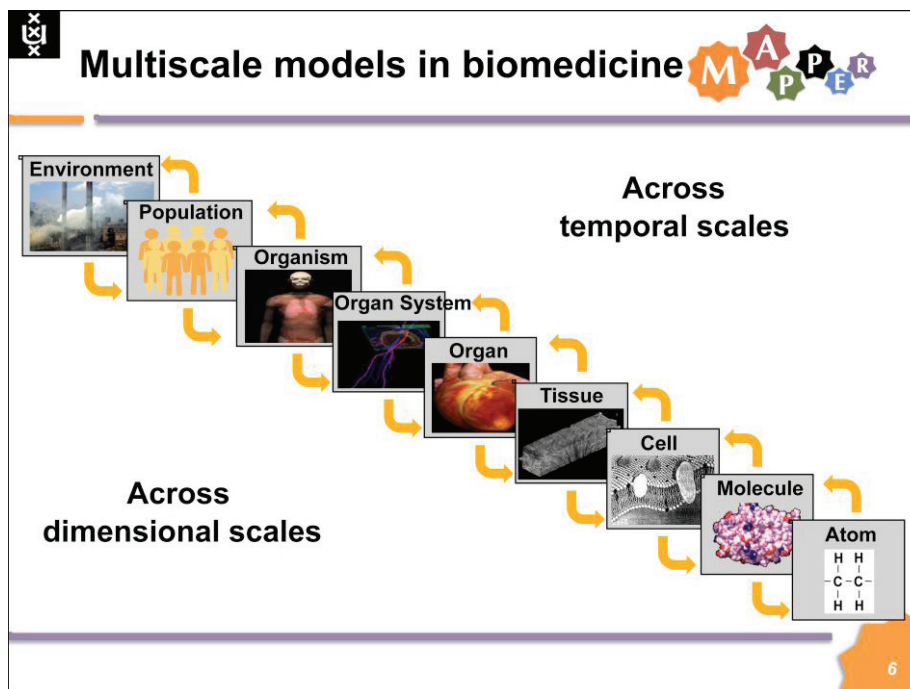 Multiscale models in biomedicine
MAPPER
Environment
Population
Organism
Organ System
Organ
Tissue
Cell
Molecule
Atom
H H
C C
H H
Across
temporal scales
Across
dimensional scales
6